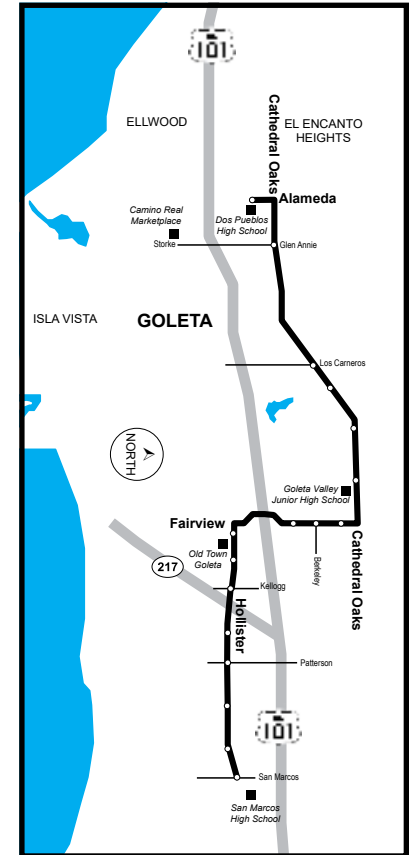 101
ELLWOOD
Cathedral Oaks
EL ENCANTO
HEIGHTS
Alameda
Camino Real
Marketplace
Dos Pueblos
High School
Storke
Glen Annie
ISLA VISTA
GOLETA
Los Carneros
NORTH
Goleta Valley
Junior High School
Fairview
Cathedral Oaks
Old Town
Goleta
Berkeley
217
Kellogg
Hollister
Patterson
101
San Marcos
San Marcos
High School